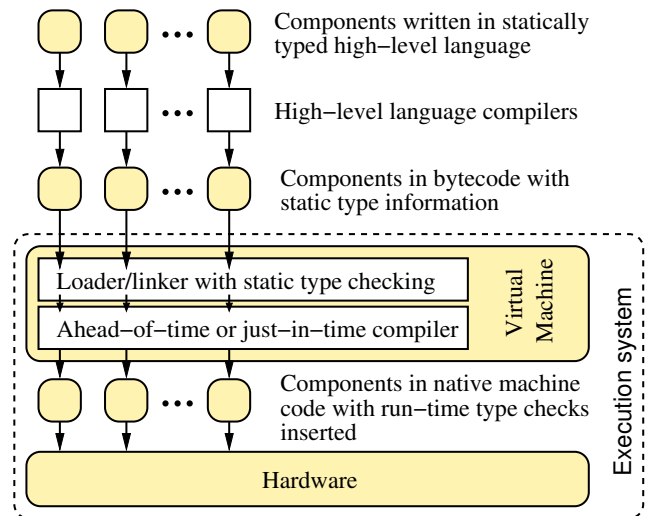 Components written in statically
typed high−level language
High−level language compilers
Components in bytecode with
static type information
Loader/linker with static type checking
Ahead−of−time or just−in−time compiler
Virtual
Machine
Components in native machine
code with run−time type checks
inserted
Execution system
Hardware